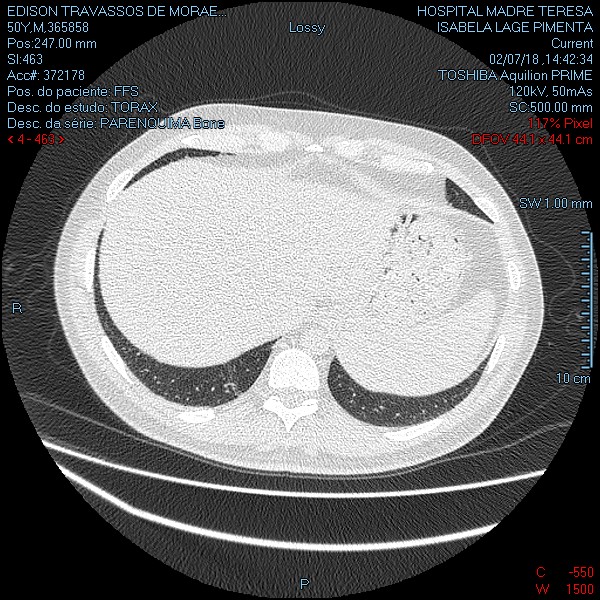 EDISON TRAVASSOS DE MORAE...
50Y,M,365858
Pos:247.00 mm
SI:463
Acc#: 372178
Pos. do paciente: FFS
Desc. do estudo: TORAX
Desc. da série: PARENQUIMA Bone
< 4 - 469 >
Lossy
HOSPITAL MADRE TERESA
ISABELA LAGE PIMENTA
Current
02/07/18 ,14:42:34
TOSHIBA Aquilion PRIME
120kV, 50mAs
SC:500.00 mm
117% Pixel
DFOV 44.1 x 44.1 cm
SW 1.00 mm
R
10 cm
P
C -550
W 1500